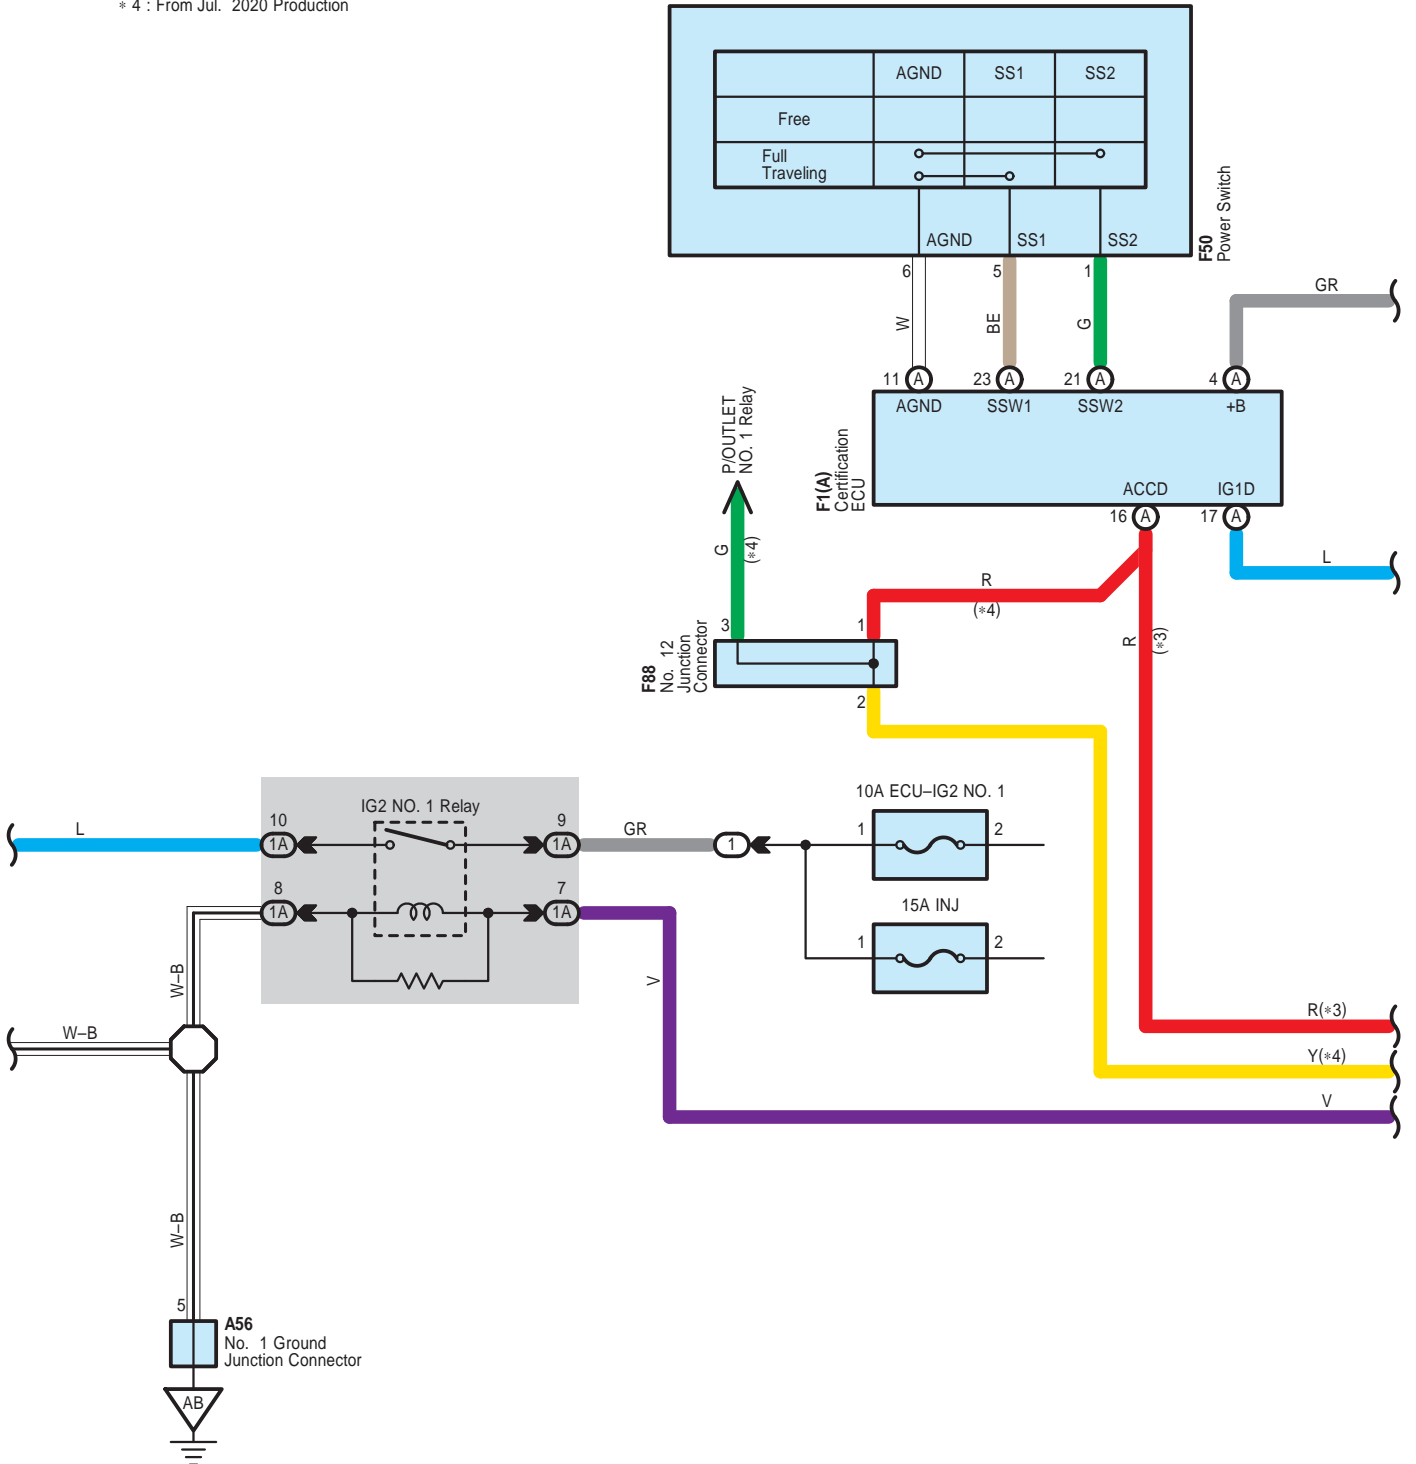 * 4 : From Jul. 2020 Production
AGND SS1 SS2
Free
Full
Traveling
AGND SS1 SS2
F50
Power Switch
6 5 1
W BE G
GR
11 A 23 A 21 A 4 A
AGND SSW1 SSW2 +B
F1(A)
Certification
ECU
ACCD IG1D
16 A 17 A
P/OUTLET
NO. 1 Relay
G
(*4)
R
(*4)
L
R
(*3)
3 1
F88
No. 12
Junction
Connector
2
IG2 NO. 1 Relay
10A ECU–IG2 NO. 1
L
10
1A
9
1A
GR
1
1 2
8
1A
7
1A
15A INJ
1 2
W–B
V
W–B
R(*3)
Y(*4)
V
W–B
5
A56
No. 1 Ground
Junction Connector
AB